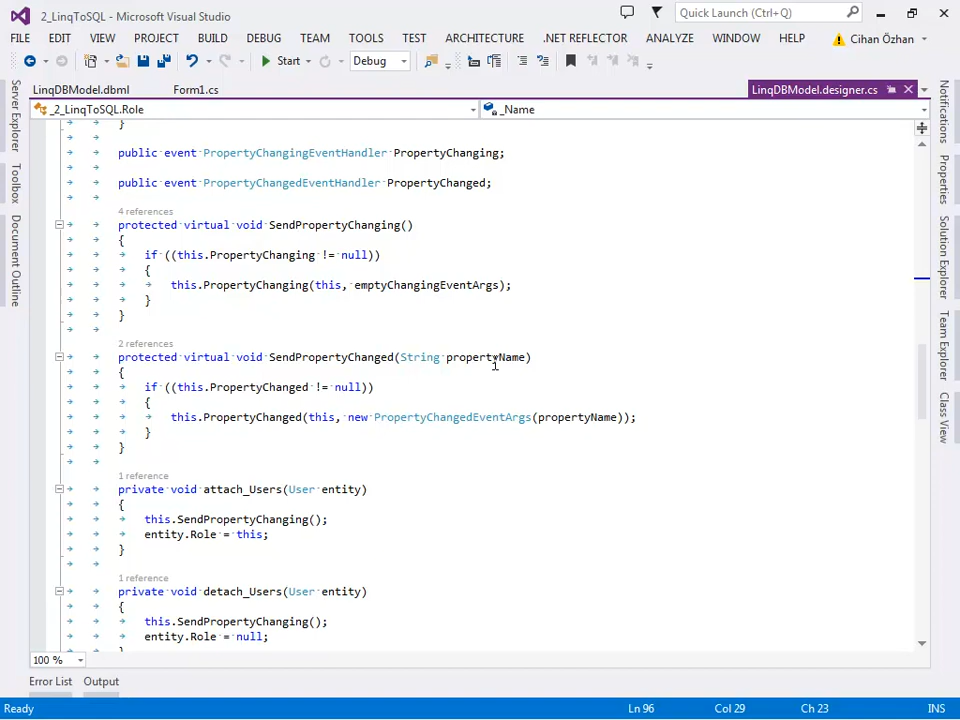 2_LinqToSQL - Microsoft Visual Studio
Quick Launch (Ctrl+Q)
FILE EDIT VIEW PROJECT BUILD DEBUG TEAM TOOLS TEST ARCHITECTURE .NET REFLECTOR ANALYZE WINDOW HELP Cihan Özhan
Start Debug
LinqDBModel.dbml Form1.cs LinqDBModel.designer.cs
_2_LinqToSQL.Role _Name
Server Explorer
Toolbox
Document Outline
}
public event PropertyChangingEventHandler PropertyChanging;
public event PropertyChangedEventHandler PropertyChanged;
4 references
protected virtual void SendPropertyChanging()
{
if ((this.PropertyChanging != null))
{
this.PropertyChanging(this, emptyChangingEventArgs);
}
}
2 references
protected virtual void SendPropertyChanged(String propertyName)
{
if ((this.PropertyChanged != null))
{
this.PropertyChanged(this, new PropertyChangedEventArgs(propertyName));
}
}
1 reference
private void attach_Users(User entity)
{
this.SendPropertyChanging();
entity.Role = this;
}
1 reference
private void detach_Users(User entity)
{
this.SendPropertyChanging();
entity.Role = null;
}
Notifications
Properties
Solution Explorer
Team Explorer
Class View
100 %
Error List Output
Ready Ln 96 Col 29 Ch 23 INS